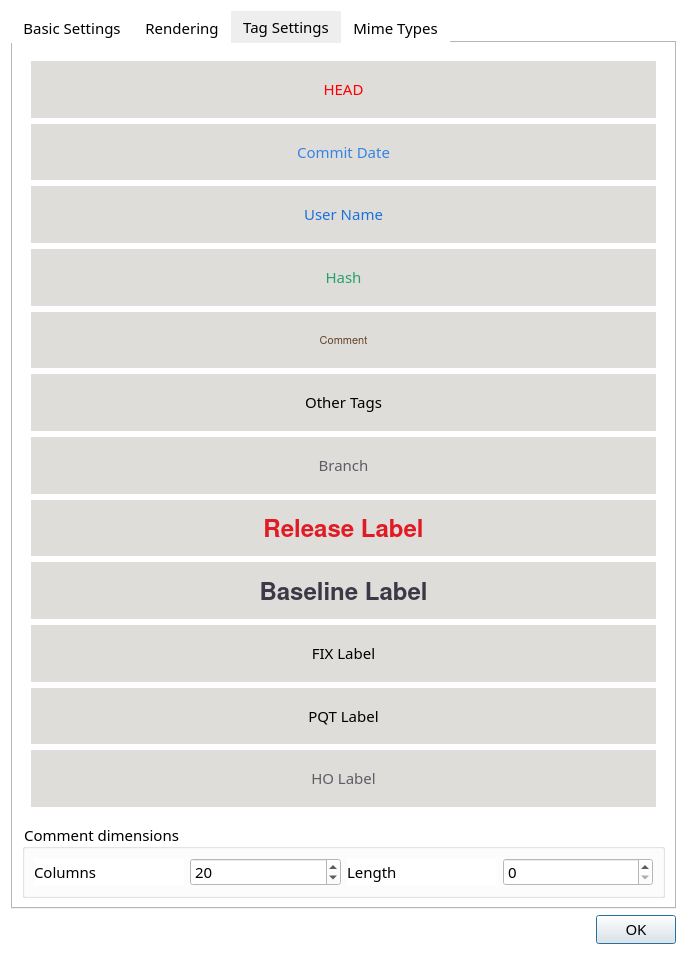 Basic Settings Rendering Tag Settings Mime Types
HEAD
Commit Date
User Name
Hash
Comment
Other Tags
Branch
Release Label
Baseline Label
FIX Label
PQT Label
HO Label
Comment dimensions
Columns 20 Length 0
OK